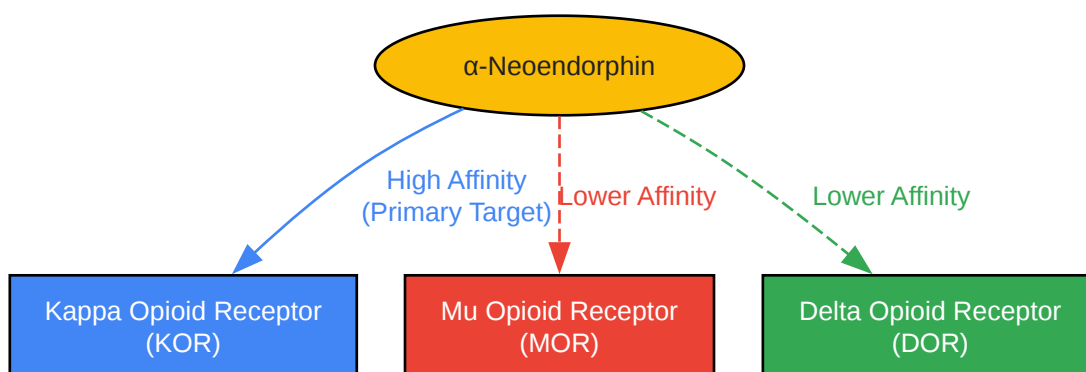 α-Neoendorphin
High Affinity
(Primary Target)
Lower Affinity
Lower Affinity
Kappa Opioid Receptor
(KOR)
Mu Opioid Receptor
(MOR)
Delta Opioid Receptor
(DOR)